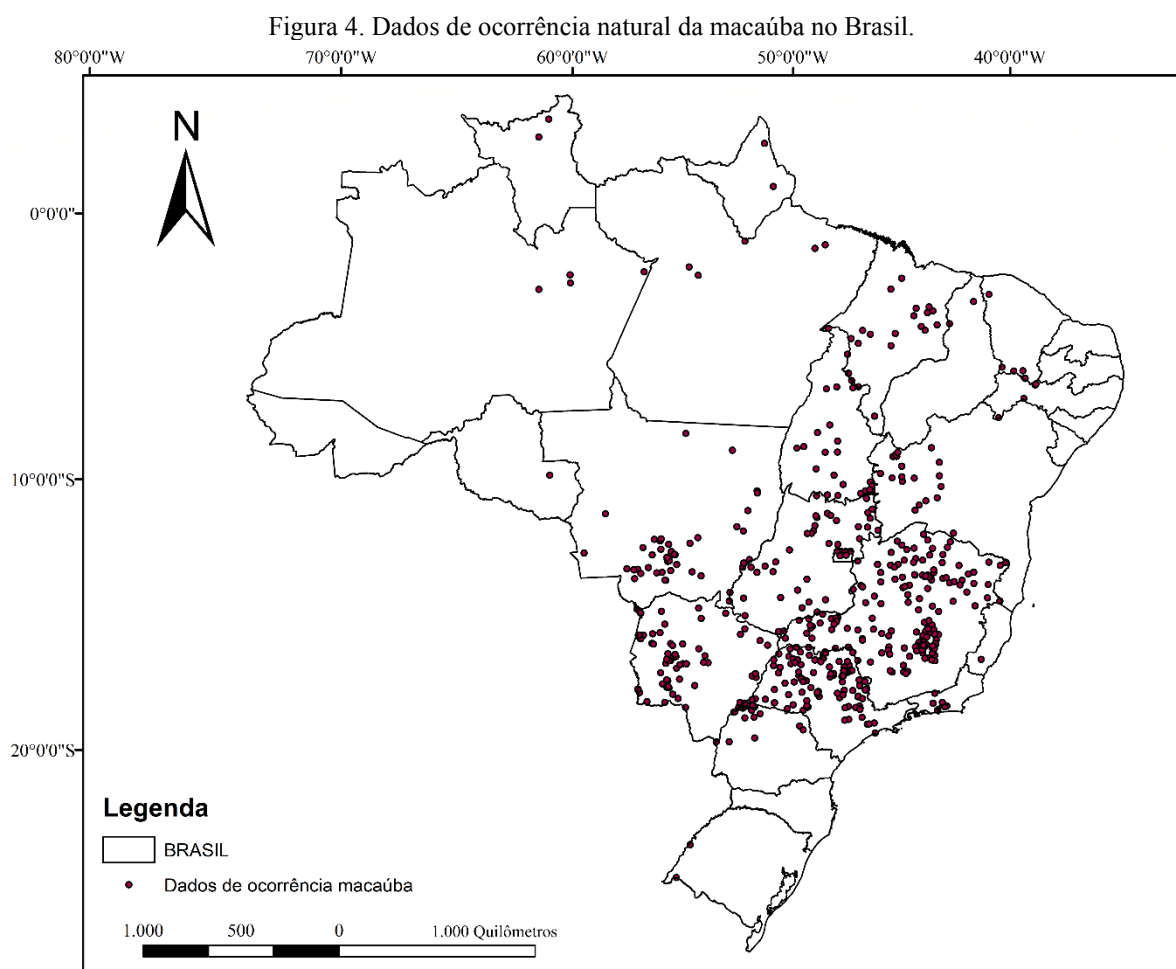 Figura 4. Dados de ocorrência natural da macaúba no Brasil.
80°0'0"W 70°0'0"W 60°0'0"W 50°0'0"W 40°0'0"W
N
0°0'0"
10°0'0"S
20°0'0"S
Legenda
BRASIL
Dados de ocorrência macaúba
1.000 500 0 1.000 Quilômetros